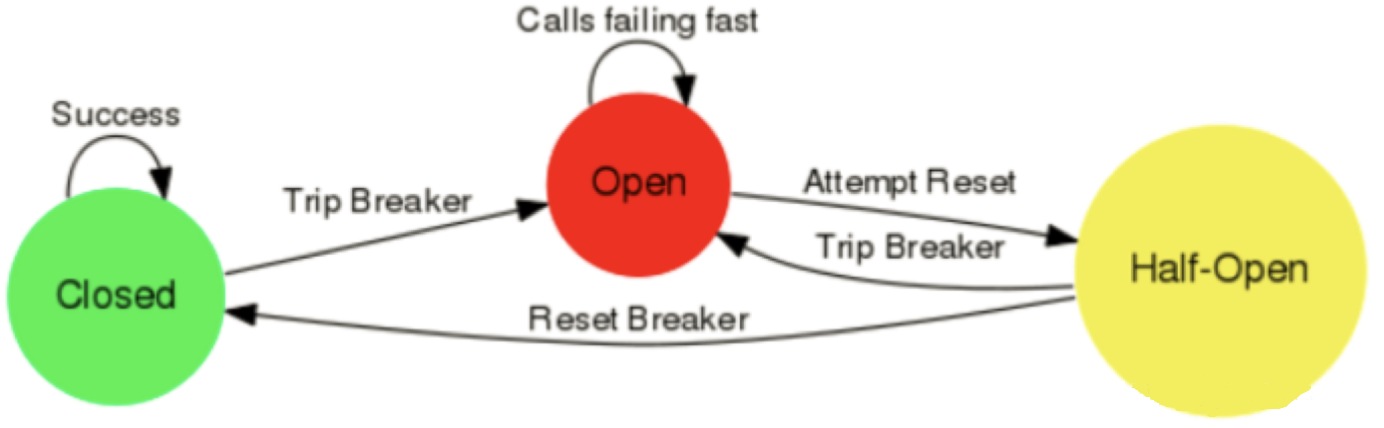 Calls failing fast
Success
Open
Trip Breaker
Attempt Reset
Trip Breaker
Half-Open
Closed
Reset Breaker